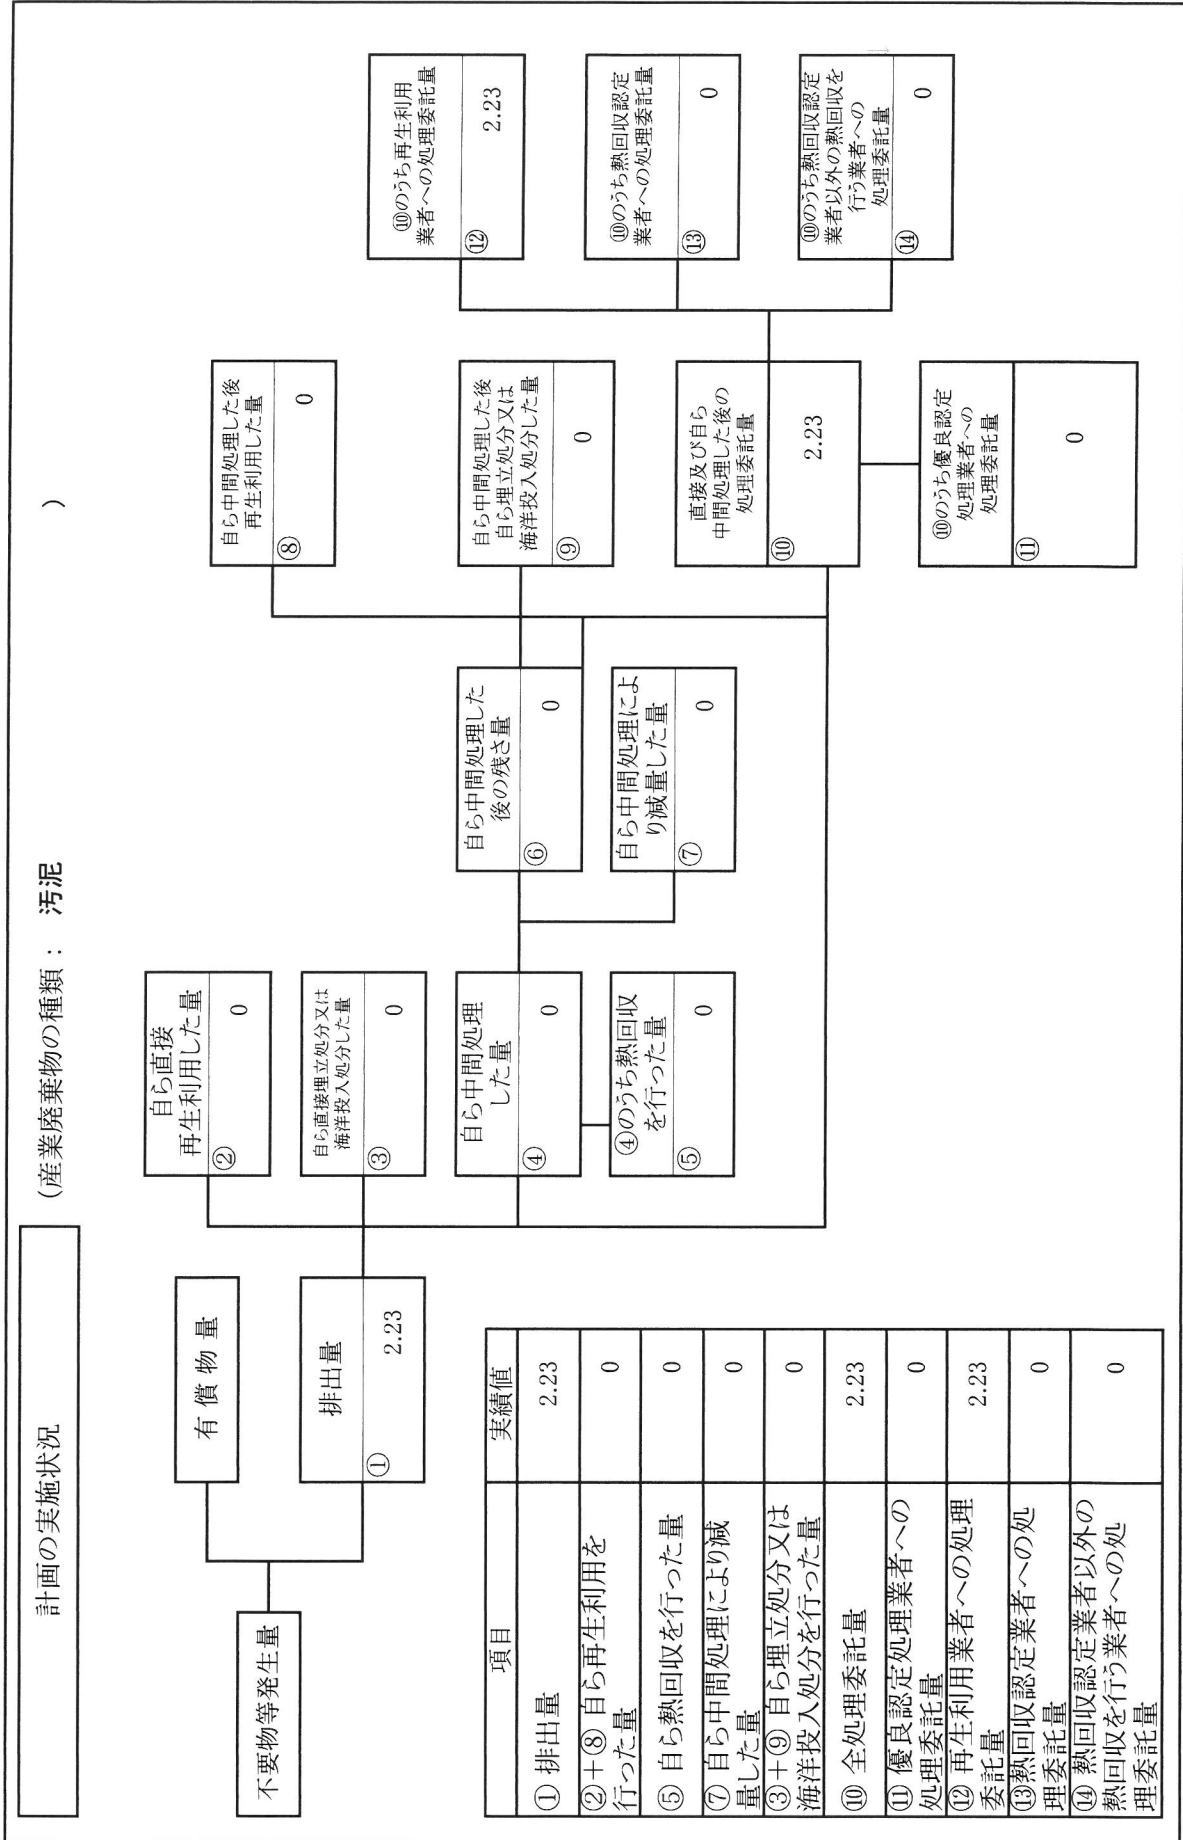 計画の実施状況
(産業廃棄物の種類： 汚泥 )
不要物等発生量
有償物量
排出量
① 2.23
自ら直接
再生利用した量
② 0
自ら直接埋立処分又は
海洋投入処分した量
③ 0
自ら中間処理
した量
④ 0
④のうち熱回収
を行った量
⑤ 0
自ら中間処理した
後の残さ量
⑥ 0
自ら中間処理によ
り減量した量
⑦ 0
自ら中間処理した後
再生利用した量
⑧ 0
自ら中間処理した後
自ら埋立処分又は
海洋投入処分した量
⑨ 0
直接及び自ら
中間処理した後の
処理委託量
⑩ 2.23
⑩のうち優良認定
処理業者への
処理委託量
⑪ 0
⑩のうち再生利用
業者への処理委託量
⑫ 2.23
⑩のうち熱回収認定
業者への処理委託量
⑬ 0
⑩のうち熱回収認定
業者以外の熱回収を
行う業者への
処理委託量
⑭ 0
項目 実績値
① 排出量 2.23
②＋⑧ 自ら再生利用を
行った量 0
⑤ 自ら熱回収を行った量 0
⑦ 自ら中間処理により減
量した量 0
③＋⑨ 自ら埋立処分又は
海洋投入処分を行った量 0
⑩ 全処理委託量 2.23
⑪ 優良認定処理業者への
処理委託量 0
⑫ 再生利用業者への処理
委託量 2.23
⑬熱回収認定業者への処
理委託量 0
⑭ 熱回収認定業者以外の
熱回収を行う業者への処
理委託量 0